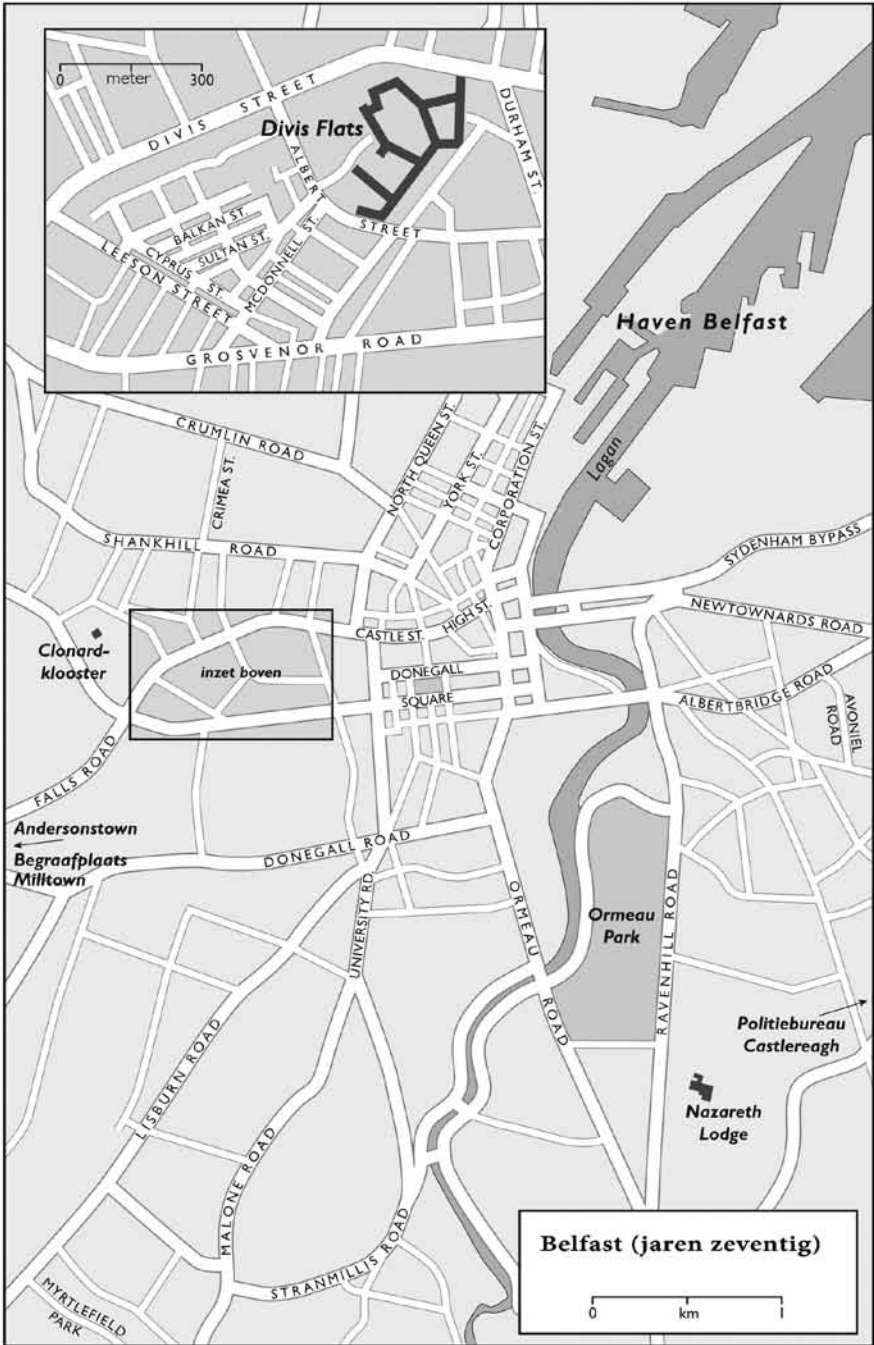 0 meter 300
DIVIS STREET
Divis Flats
DURHAM ST.
ALBERT
STREET
BALKAN ST.
SULTAN ST.
CYPRUS ST.
MCDONNELL ST.
LEESON STREET
GROSVENOR ROAD
Haven Belfast
Lagan
CRUMLIN ROAD
CRIMEA ST.
NORTH QUEEN ST.
YORK ST.
CORPORATION ST.
SHANKHILL ROAD
SYDENHAM BYPASS
NEWTOWNARDS ROAD
CASTLE ST.
HIGH ST.
Clonard-
klooster
inzet boven
DONEGALL
SQUARE
ALBERTBRIDGE ROAD
AVONIEL
ROAD
FALLS ROAD
Andersonstown
Begraafplaats
Milltown
DONEGALL ROAD
UNIVERSITY RD.
ORMEAU ROAD
Ormeau
Park
RAVENHILL ROAD
Politiebureau
Castlereagh
Nazareth
Lodge
LISBURN ROAD
MALONE ROAD
STRANMILLIS ROAD
MYRTLEFIELD
PARK
Belfast (jaren zeventig)
0 km 1